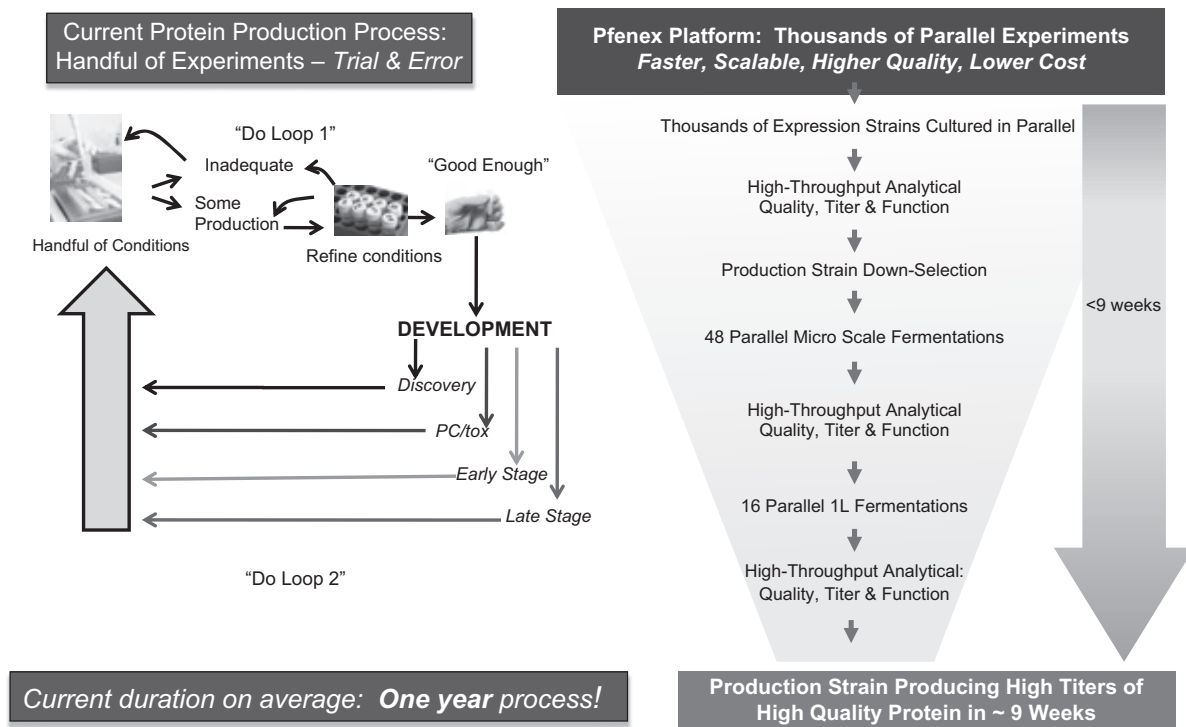 Current Protein Production Process:
Handful of Experiments – Trial & Error
“Do Loop 1”
Inadequate
“Good Enough”
Some
Production
Handful of Conditions
Refine conditions
DEVELOPMENT
Discovery
PC/tox
Early Stage
Late Stage
“Do Loop 2”
Current duration on average: One year process!
Pfenex Platform: Thousands of Parallel Experiments
Faster, Scalable, Higher Quality, Lower Cost
Thousands of Expression Strains Cultured in Parallel
High-Throughput Analytical
Quality, Titer & Function
Production Strain Down-Selection
<9 weeks
48 Parallel Micro Scale Fermentations
High-Throughput Analytical
Quality, Titer & Function
16 Parallel 1L Fermentations
High-Throughput Analytical:
Quality, Titer & Function
Production Strain Producing High Titers of
High Quality Protein in ~ 9 Weeks